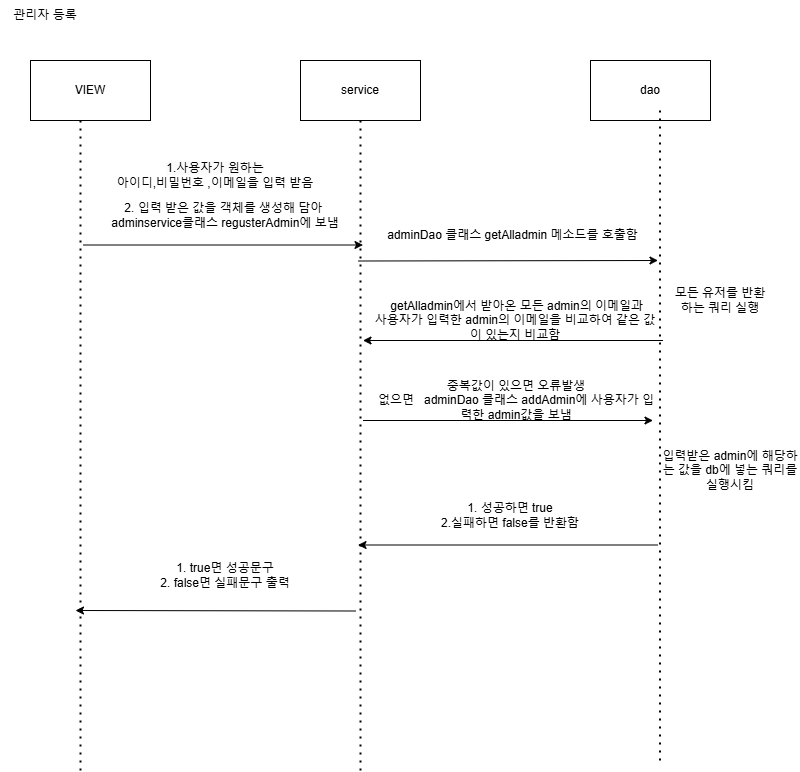 관리자 등록
VIEW
service
dao
1.사용자가 원하는
아이디,비밀번호 ,이메일을 입력 받음
2. 입력 받은 값을 객체를 생성해 담아
adminservice클래스 regusterAdmin에 보냄
adminDao 클래스 getAlladmin 메소드를 호출함
모든 유저를 반환
하는 쿼리 실행
getAlladmin에서 받아온 모든 admin의 이메일과
사용자가 입력한 admin의 이메일을 비교하여 같은 값
이 있는지 비교함
중복값이 있으면 오류발생
없으면 adminDao 클래스 addAdmin에 사용자가 입
력한 admin값을 보냄
입력받은 admin에 해당하
는 값을 db에 넣는 쿼리를
실행시킴
1. 성공하면 true
2.실패하면 false를 반환함
1. true면 성공문구
2. false면 실패문구 출력